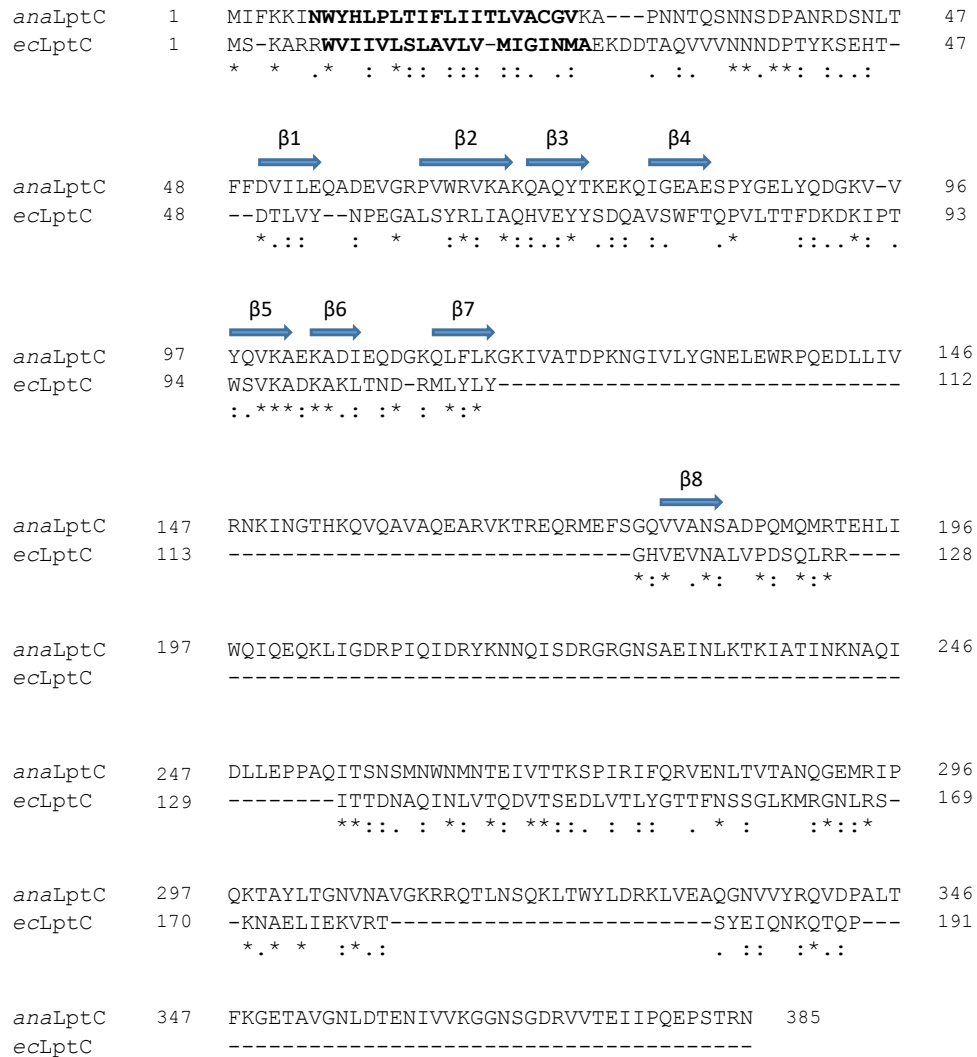 anaLptC 1 MIFKKINWYHLPLTIFLIITLVACGVKA---PNNTQSNNSDPANRDSNLT 47
ecLptC 1 MS-KARRWVIIVLSLAVLV-MIGINMAEKDDTAQVVVNNNDPTYKSEHT- 47
* * .* : *:: ::: ::. .: . :. **.**: :..:
β1 β2 β3 β4
anaLptC 48 FFDVILEQADEVGRPVWRVKAKQAQYTKEKQIGEAESPYGELYQDGKV-V 96
ecLptC 48 --DTLVY--NPEGALSYRLIAQHVEYYSDQAVSWFTQPVLTTFDKDKIPT 93
*.:: : * :*: *::.:* .::: .* ::..*: .
β5 β6 β7
anaLptC 97 YQVKAEKADIEQDGKQLFLKGKIVATDPKNGIVLYGNELEWRPQEDLLIV 146
ecLptC 94 WSVKADKAKLTND-RMLYLY------------------------------ 112
:.***:**.: :* : *:*
β8
anaLptC 147 RNKINGTHKQVQAVAQEARVKTREQRMEFSGQVVANSADPQMQMRTEHLI 196
ecLptC 113 ------------------------------GHVEVNALVPDSQLRR---- 128
*:* .*: *: *:*
anaLptC 197 WQIQEQKLIGDRPIQIDRYKNNQISDRGRGNSAEINLKTKIATINKNAQI 246
ecLptC --------------------------------------------------
anaLptC 247 DLLEPPAQITSNSMNWNMNTEIVTTKSPIRIFQRVENLTVTANQGEMRIP 296
ecLptC 129 --------ITTDNAQINLVTQDVTSEDLVTLYGTTFNSSGLKMRGNLRS- 169
**::. : *: *: **::. : :: . * : :*::*
anaLptC 297 QKTAYLTGNVNAVGKRRQTLNSQKLTWYLDRKLVEAQGNVVYRQVDPALT 346
ecLptC 170 -KNAELIEKVRT------------------------SYEIQNKQTQP--- 191
*.* * :*.: . :: :*.:
anaLptC 347 FKGETAVGNLDTENIVVKGGNSGDRVVTEIIPQEPSTRN 385
ecLptC ---------------------------------------